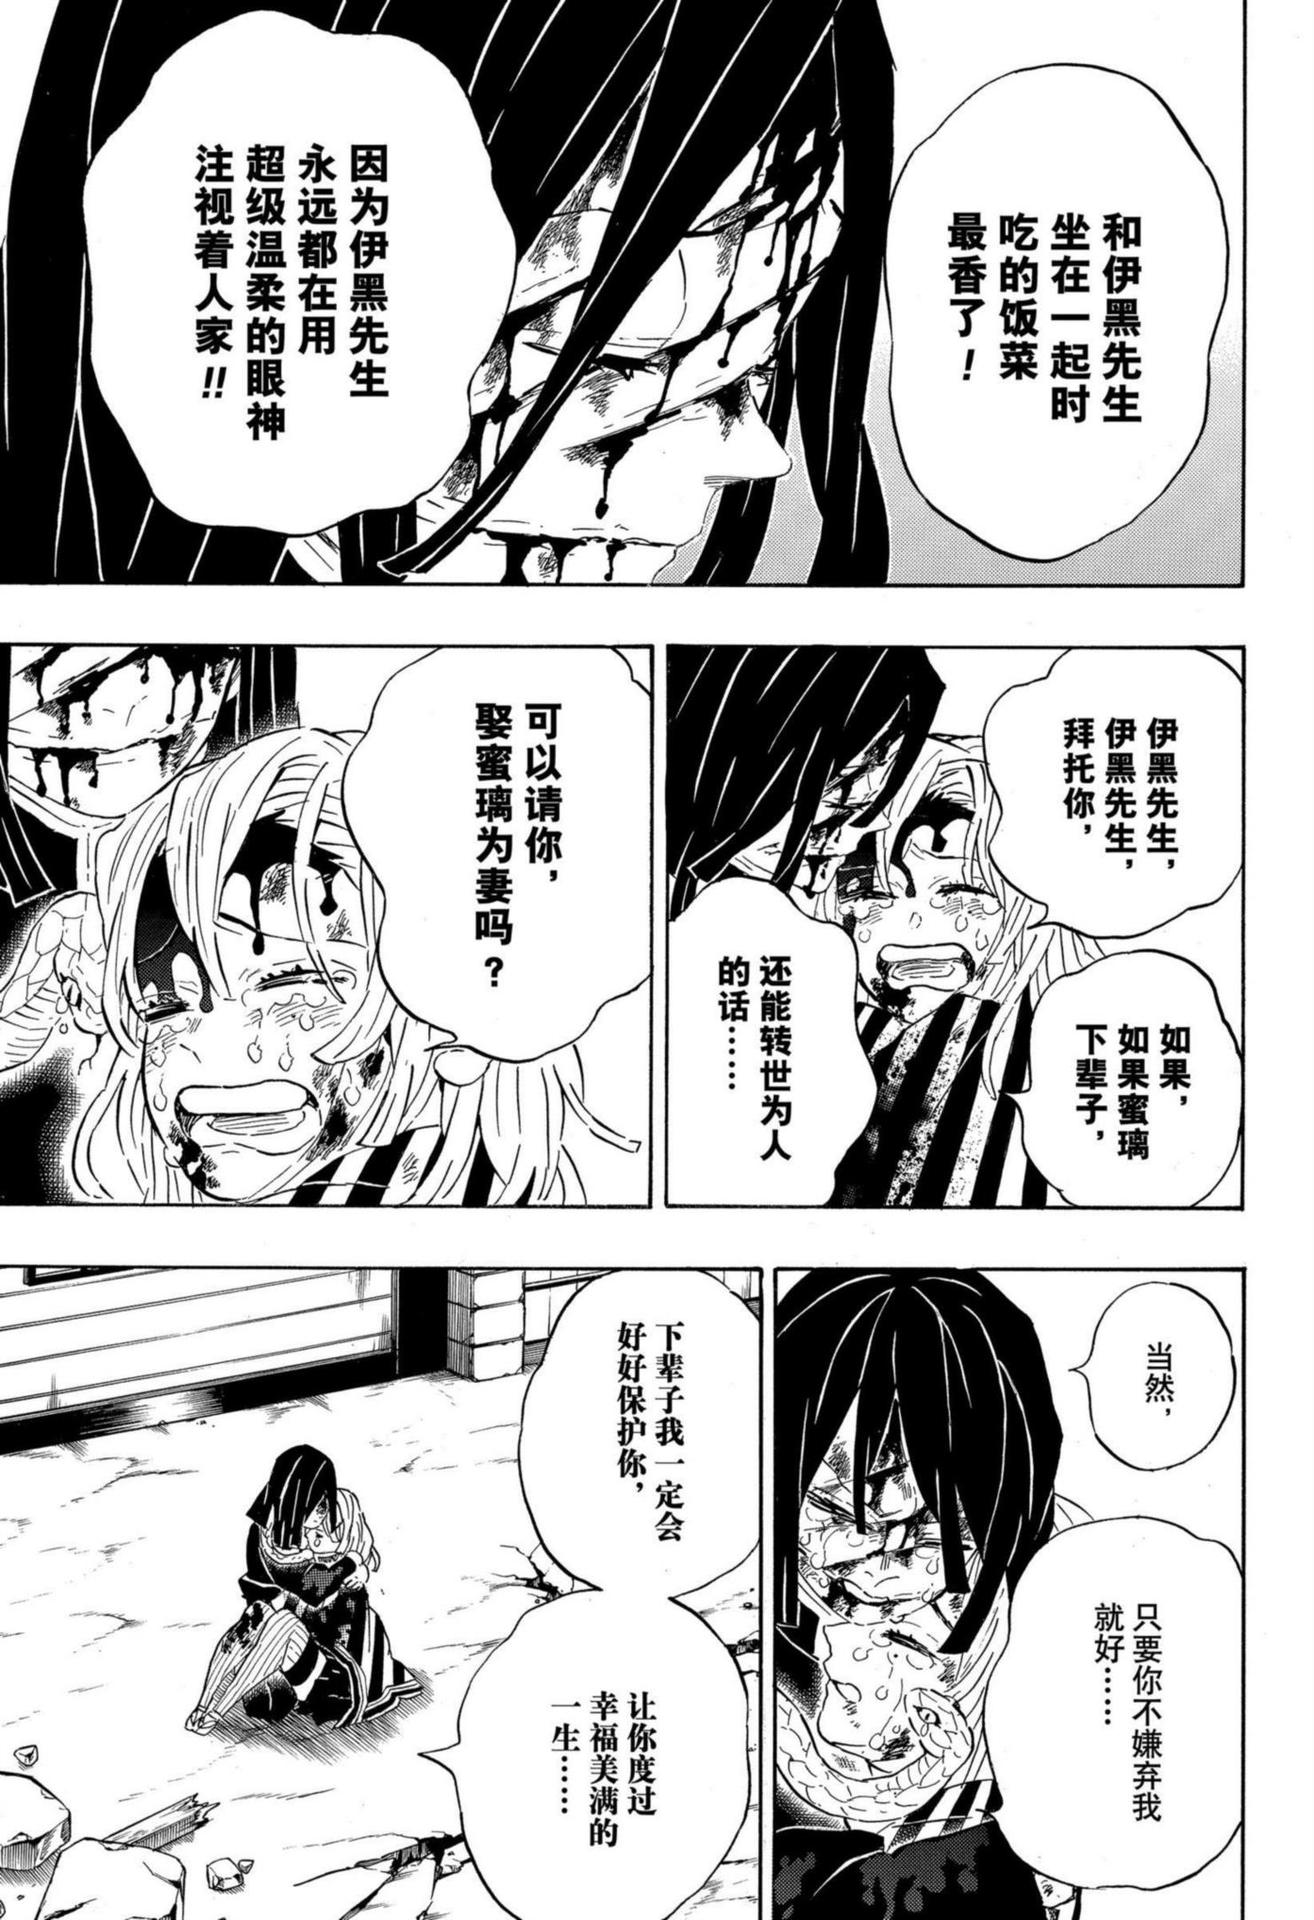 和伊黑先生
坐在一起时
吃的饭菜
最香了！
因为伊黑先生
永远都在用
超级温柔的眼神
注视着人家!!
伊黑先生，
伊黑先生，
拜托你，
如果，
如果蜜璃
下辈子，
还能转世为人
的话……
可以请你，
娶蜜璃为妻吗？
当然，
只要你不嫌弃我
就好……
下辈子我一定会
好好保护你，
让你度过
幸福美满的
一生……